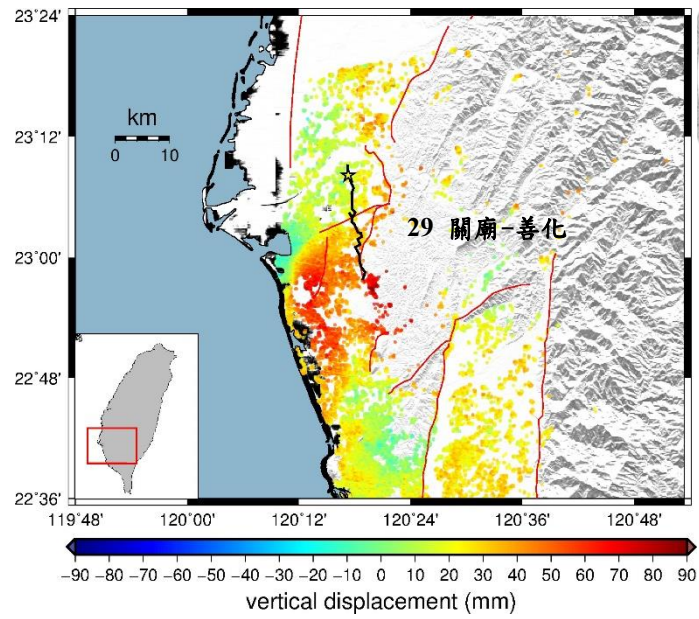 23˚24'
km
23˚12'
0 10
29 關廟-善化
23˚00'
22˚48'
22˚36'
119˚48' 120˚00' 120˚12' 120˚24' 120˚36' 120˚48'
−90 −80 −70 −60 −50 −40 −30 −20 −10 0 10 20 30 40 50 60 70 80 90
vertical displacement (mm)